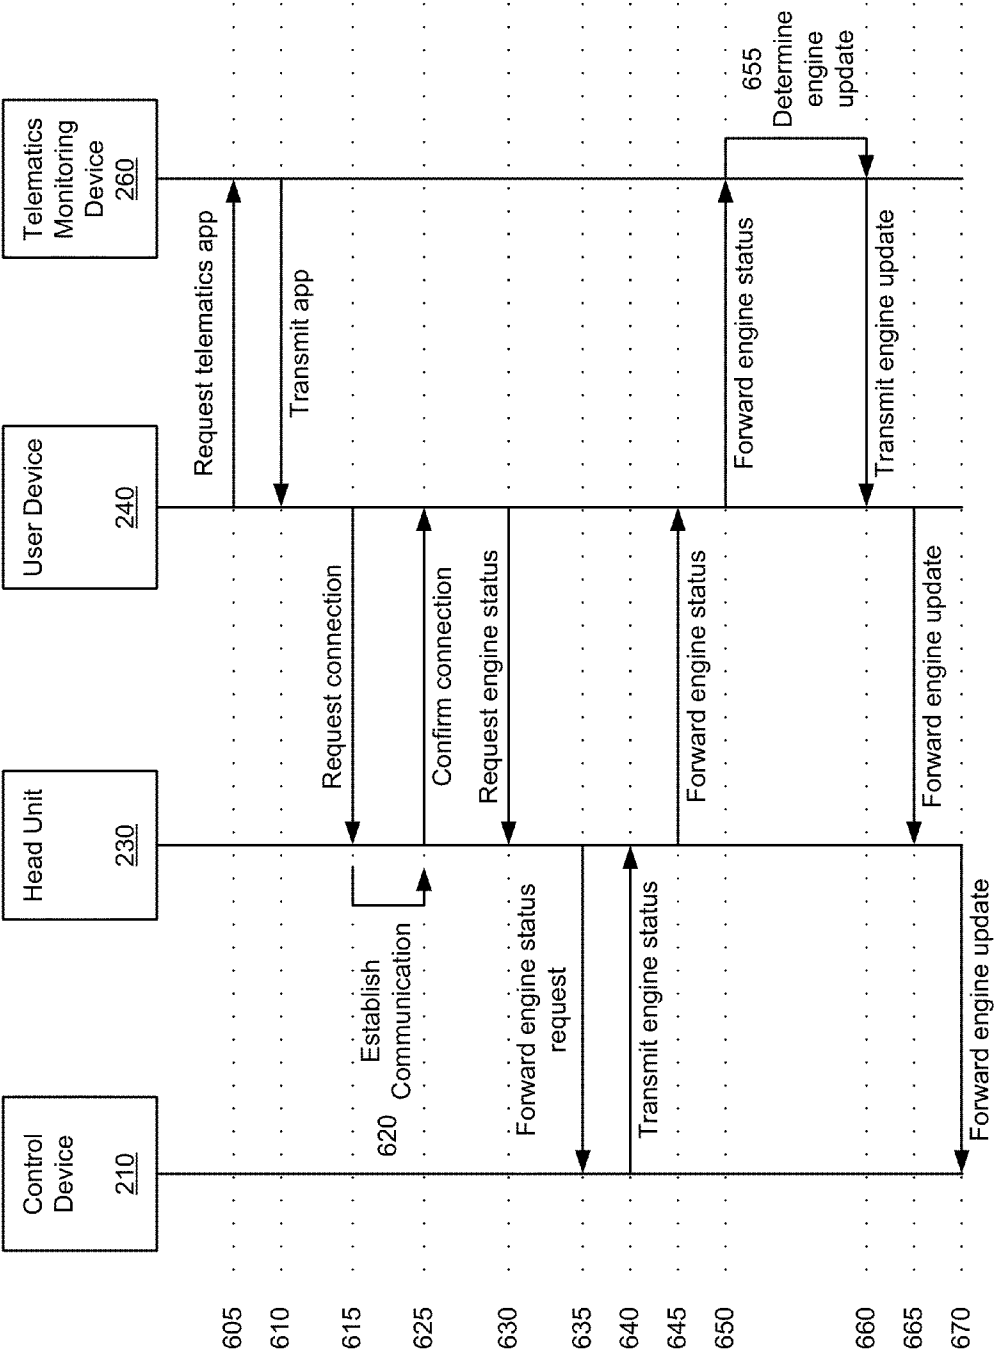 Control
Device
210
Head Unit
230
User Device
240
Telematics
Monitoring
Device
260
605
Request telematics app
610
Transmit app
615
Request connection
620
Establish
Communication
625
Confirm connection
630
Request engine status
635
Forward engine status
request
640
Transmit engine status
645
Forward engine status
650
Forward engine status
655
Determine
engine
update
660
Transmit engine update
665
Forward engine update
670
Forward engine update